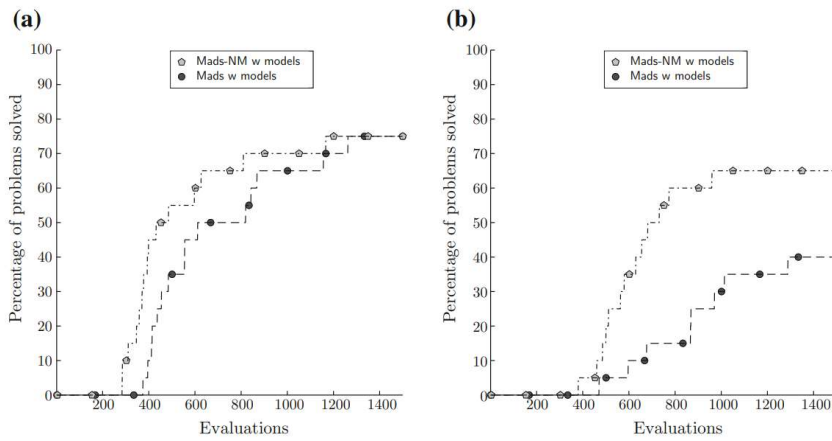 (a)
Percentage of problems solved
100
90
80
70
60
50
40
30
20
10
0
Mads-NM w models
Mads w models
200 400 600 800 1000 1200 1400
Evaluations
(b)
Percentage of problems solved
100
90
80
70
60
50
40
30
20
10
0
Mads-NM w models
Mads w models
200 400 600 800 1000 1200 1400
Evaluations